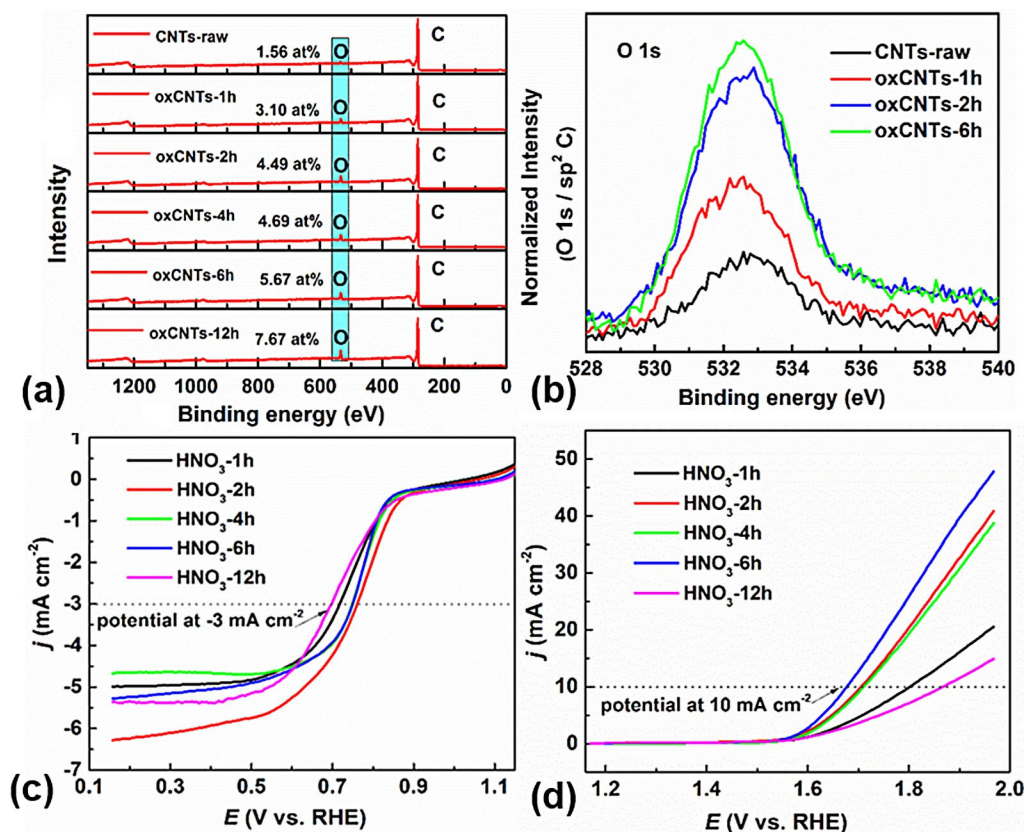 CNTs-raw
1.56 at%
O
C
oxCNTs-1h
3.10 at%
O
C
oxCNTs-2h
4.49 at%
O
C
oxCNTs-4h
4.69 at%
O
C
oxCNTs-6h
5.67 at%
O
C
oxCNTs-12h
7.67 at%
O
C
Intensity
1200 1000 800 600 400 200 0
Binding energy (eV)
(a)
O 1s
CNTs-raw
oxCNTs-1h
oxCNTs-2h
oxCNTs-6h
Normalized Intensity
(O 1s / sp² C)
528 530 532 534 536 538 540
Binding energy (eV)
(b)
1
0
-1
-2
-3
-4
-5
-6
-7
j (mA cm⁻²)
HNO₃-1h
HNO₃-2h
HNO₃-4h
HNO₃-6h
HNO₃-12h
potential at -3 mA cm⁻²
0.1 0.3 0.5 0.7 0.9 1.1
E (V vs. RHE)
(c)
50
40
30
20
10
0
j (mA cm⁻²)
HNO₃-1h
HNO₃-2h
HNO₃-4h
HNO₃-6h
HNO₃-12h
potential at 10 mA cm⁻²
1.2 1.4 1.6 1.8 2.0
E (V vs. RHE)
(d)